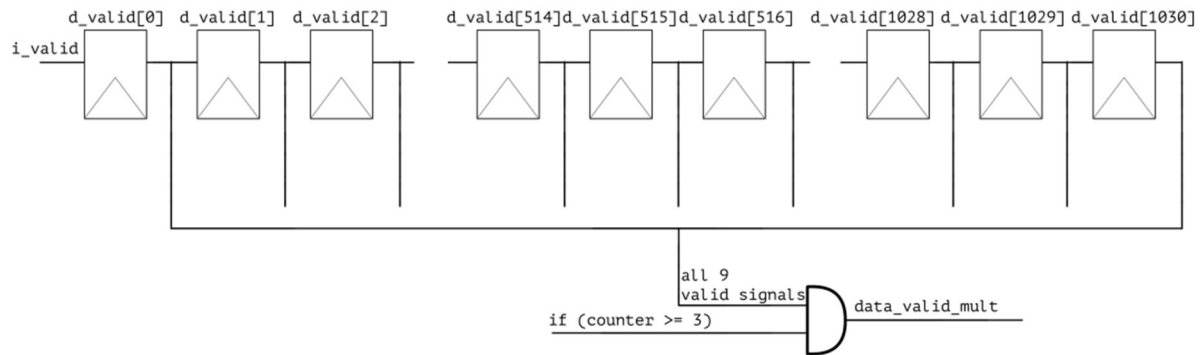 d_valid[0] d_valid[1] d_valid[2] d_valid[514] d_valid[515] d_valid[516] d_valid[1028] d_valid[1029] d_valid[1030]
i_valid
all 9
valid signals
if (counter >= 3)
data_valid_mult